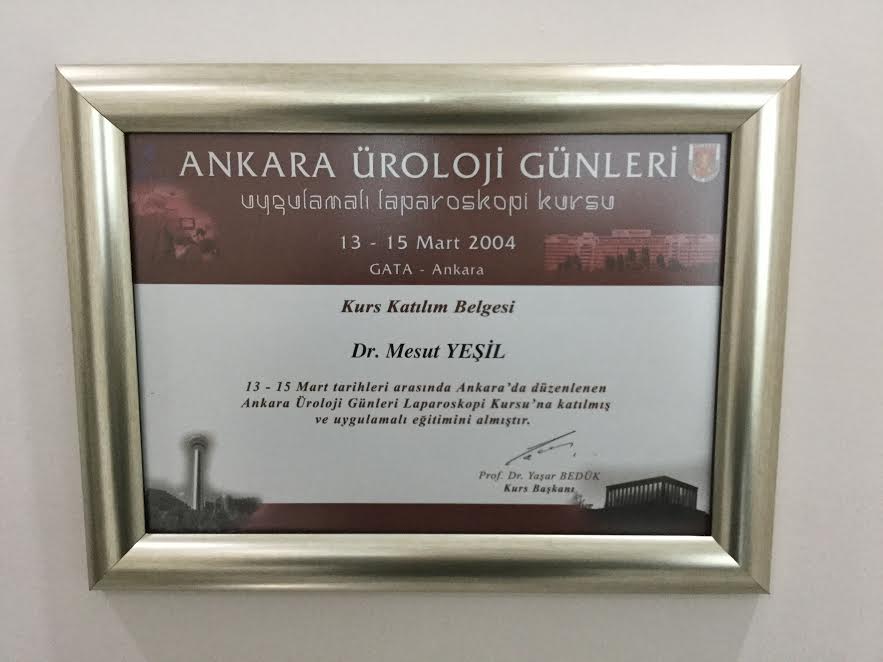 ANKARA ÜROLOJİ GÜNLERİ
uygulamalı laparoskopi kursu
13 - 15 Mart 2004
GATA - Ankara
Kurs Katılım Belgesi
Dr. Mesut YEŞİL
13 - 15 Mart tarihleri arasında Ankara'da düzenlenen
Ankara Üroloji Günleri Laparoskopi Kursu'na katılmış
ve uygulamalı eğitimini almıştır.
Prof. Dr. Yaşar BEDÜK
Kurs Başkanı